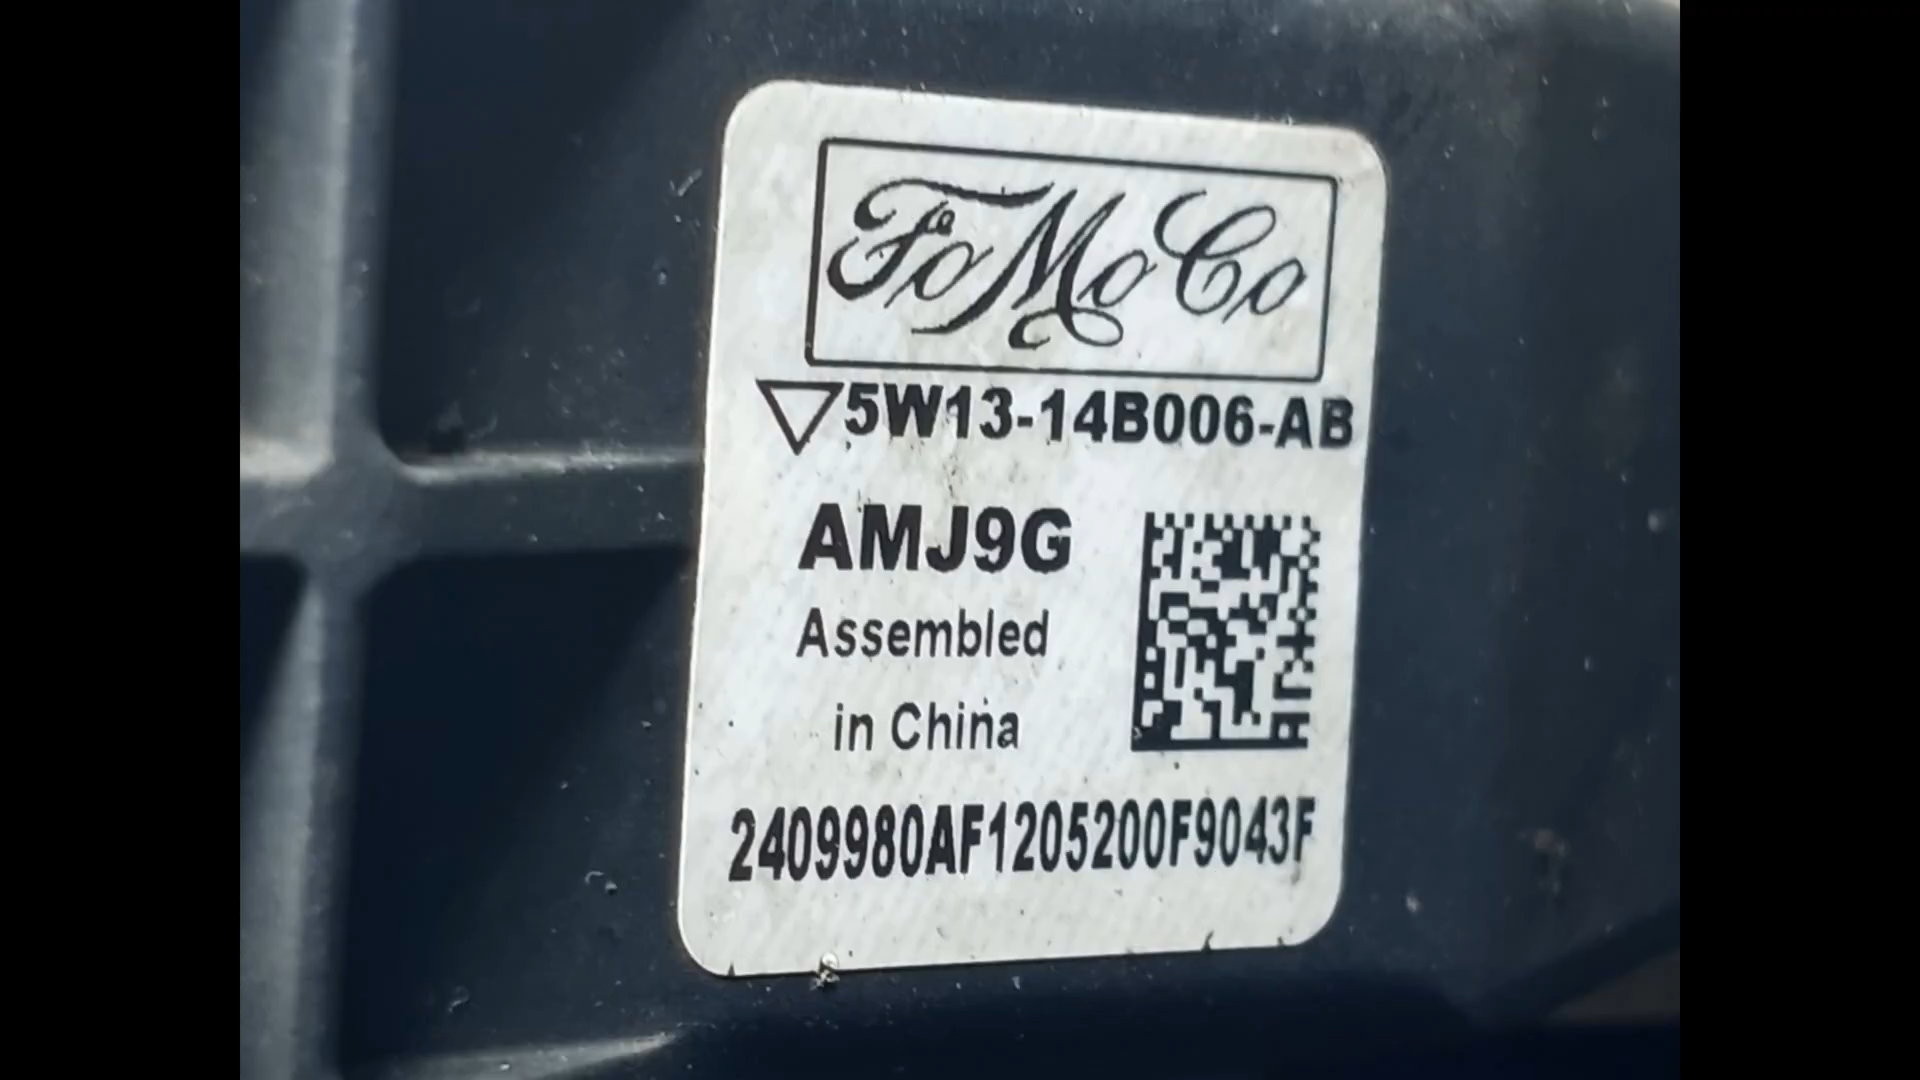 FoMoCo
5W13-14B006-AB
AMJ9G
Assembled
in China
2409980AF1205200F9043F